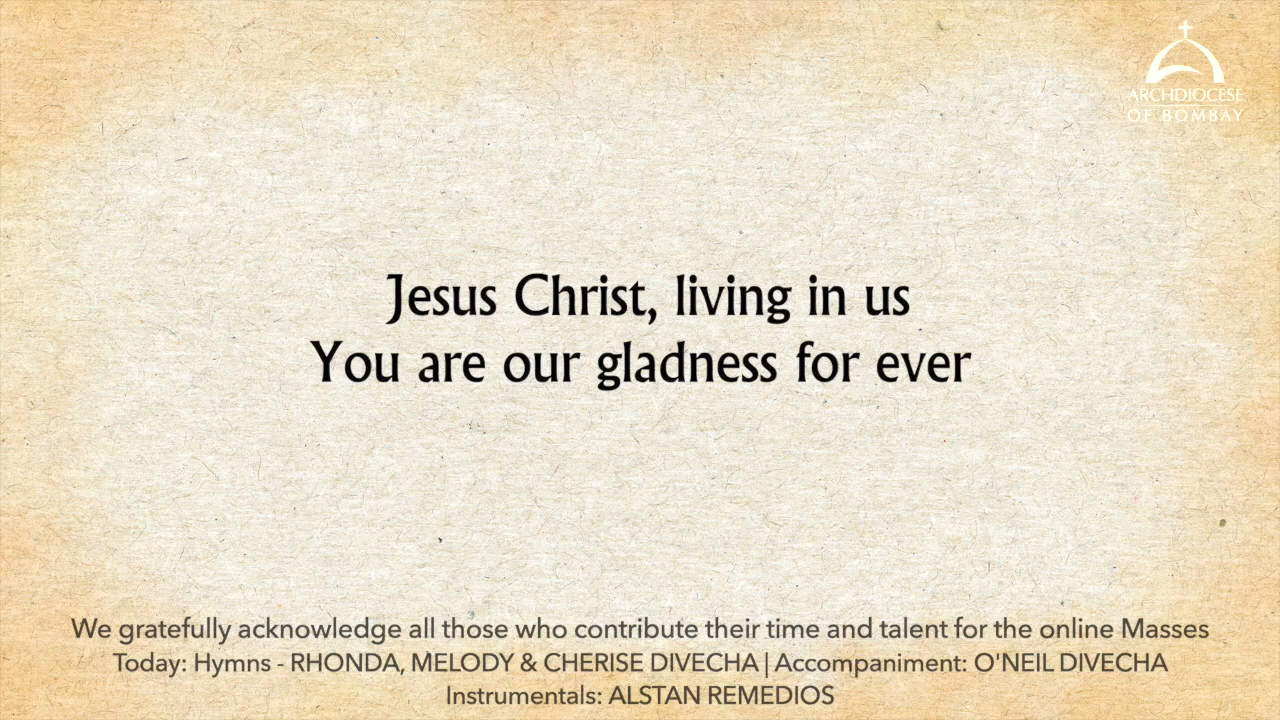 ARCHDIOCESE
OF BOMBAY
Jesus Christ, living in us
You are our gladness for ever
We gratefully acknowledge all those who contribute their time and talent for the online Masses
Today: Hymns - RHONDA, MELODY & CHERISE DIVECHA | Accompaniment: O'NEIL DIVECHA
Instrumentals: ALSTAN REMEDIOS